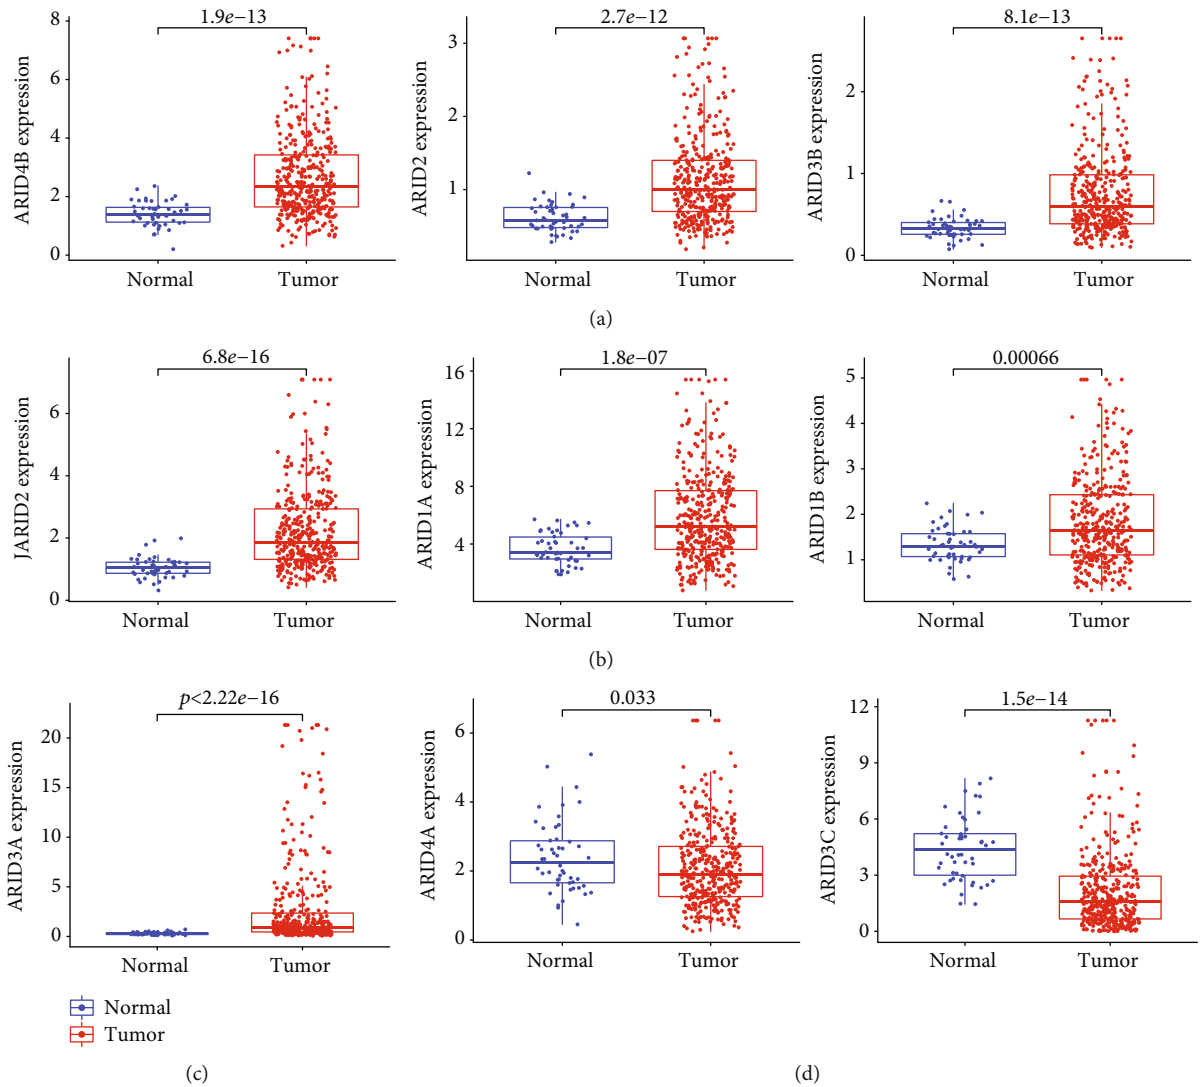 1.9e−13
ARID4B expression
8
6
4
2
0
Normal Tumor
2.7e−12
ARID2 expression
3
2
1
Normal Tumor
8.1e−13
ARID3B expression
2
1
0
Normal Tumor
(a)
6.8e−16
JARID2 expression
6
4
2
0
Normal Tumor
1.8e−07
ARID1A expression
16
12
8
4
Normal Tumor
0.00066
ARID1B expression
5
4
3
2
1
Normal Tumor
(b)
p<2.22e−16
ARID3A expression
20
15
10
5
0
Normal Tumor
Normal
Tumor
(c)
0.033
ARID4A expression
6
4
2
0
Normal Tumor
1.5e−14
ARID3C expression
12
9
6
3
0
Normal Tumor
(d)